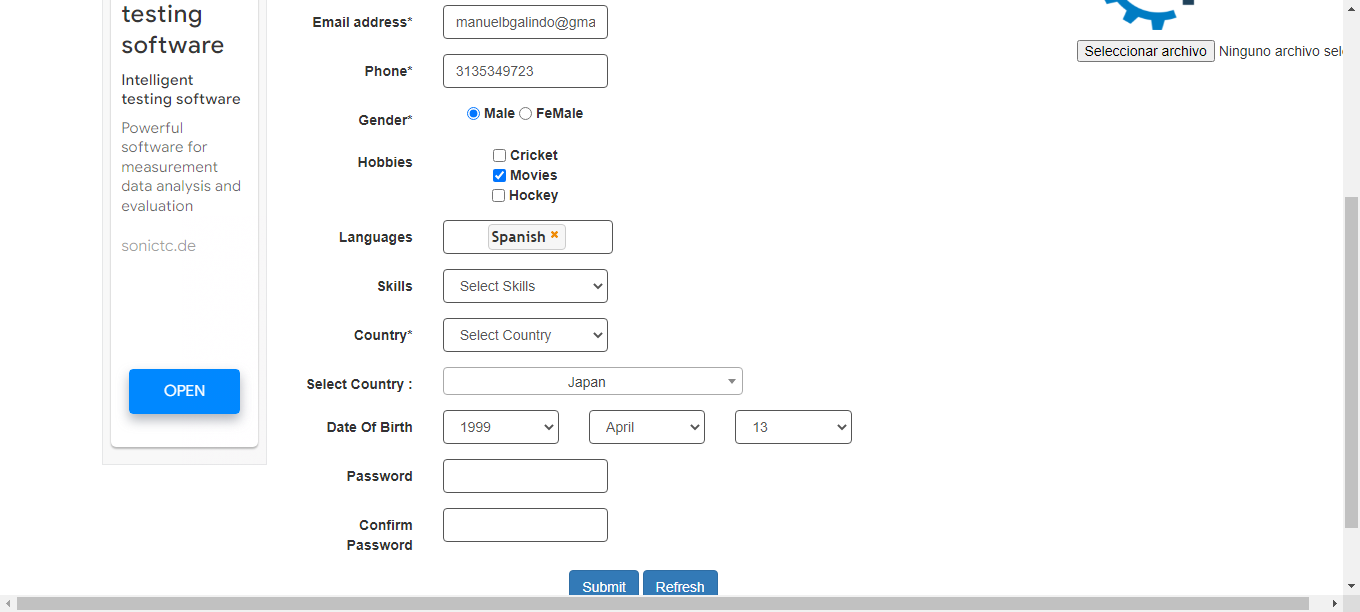 testing
software
Intelligent
testing software
Powerful
software for
measurement
data analysis and
evaluation
sonictc.de
OPEN
Email address* manuelbgalindo@gma
Phone* 3135349723
Gender* Male FeMale
Hobbies Cricket
Movies
Hockey
Languages Spanish ×
Skills Select Skills
Country* Select Country
Select Country : Japan
Date Of Birth 1999 April 13
Password
Confirm
Password
Submit Refresh
Seleccionar archivo Ninguno archivo sel